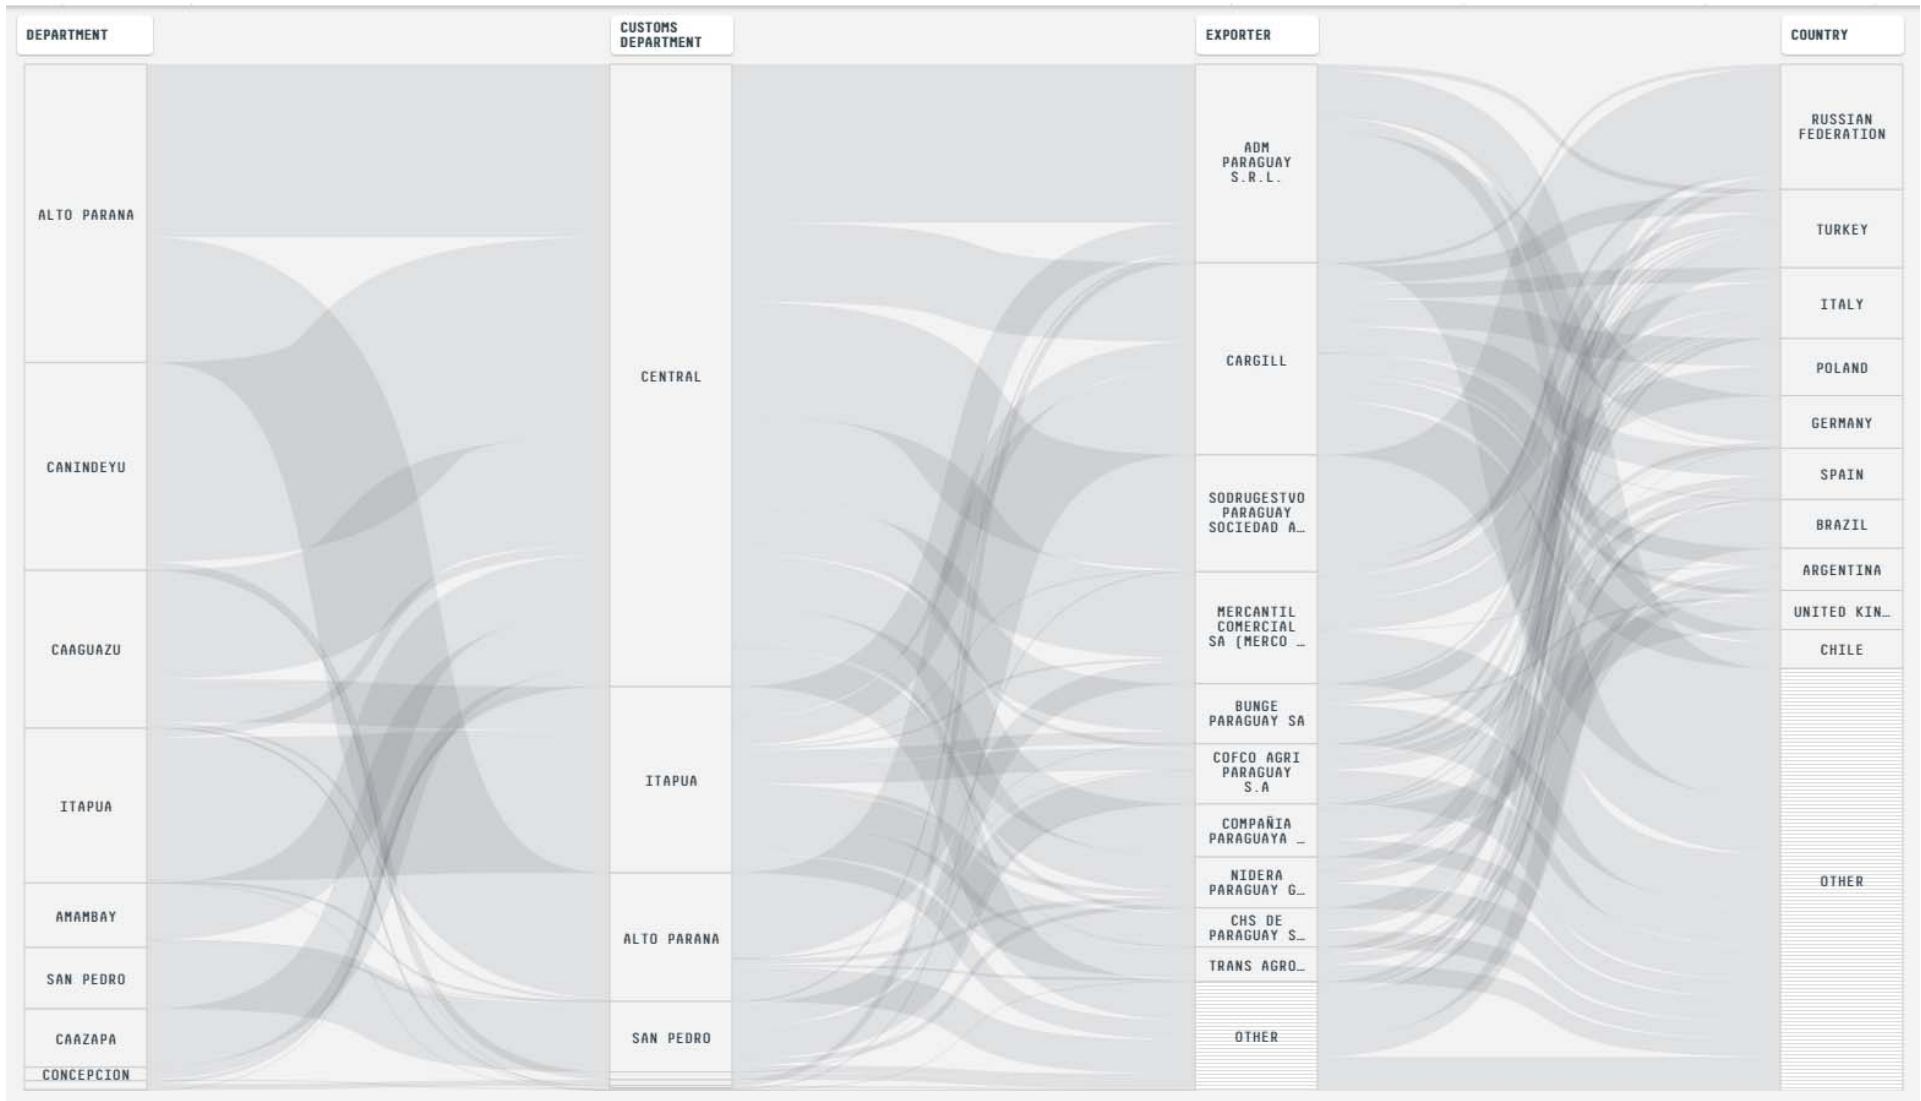 DEPARTMENT
CUSTOMS
DEPARTMENT
EXPORTER
COUNTRY
ALTO PARANA
CANINDEYU
CAAGUAZU
ITAPUA
AMAMBAY
SAN PEDRO
CAAZAPA
CONCEPCION
CENTRAL
ITAPUA
ALTO PARANA
SAN PEDRO
ADM
PARAGUAY
S.R.L.
CARGILL
SODRUGESTVO
PARAGUAY
SOCIEDAD A…
MERCANTIL
COMERCIAL
SA (MERCO …
BUNGE
PARAGUAY SA
COFCO AGRI
PARAGUAY
S.A
COMPAÑIA
PARAGUAYA …
NIDERA
PARAGUAY G…
CHS DE
PARAGUAY S…
TRANS AGRO…
OTHER
RUSSIAN
FEDERATION
TURKEY
ITALY
POLAND
GERMANY
SPAIN
BRAZIL
ARGENTINA
UNITED KIN…
CHILE
OTHER